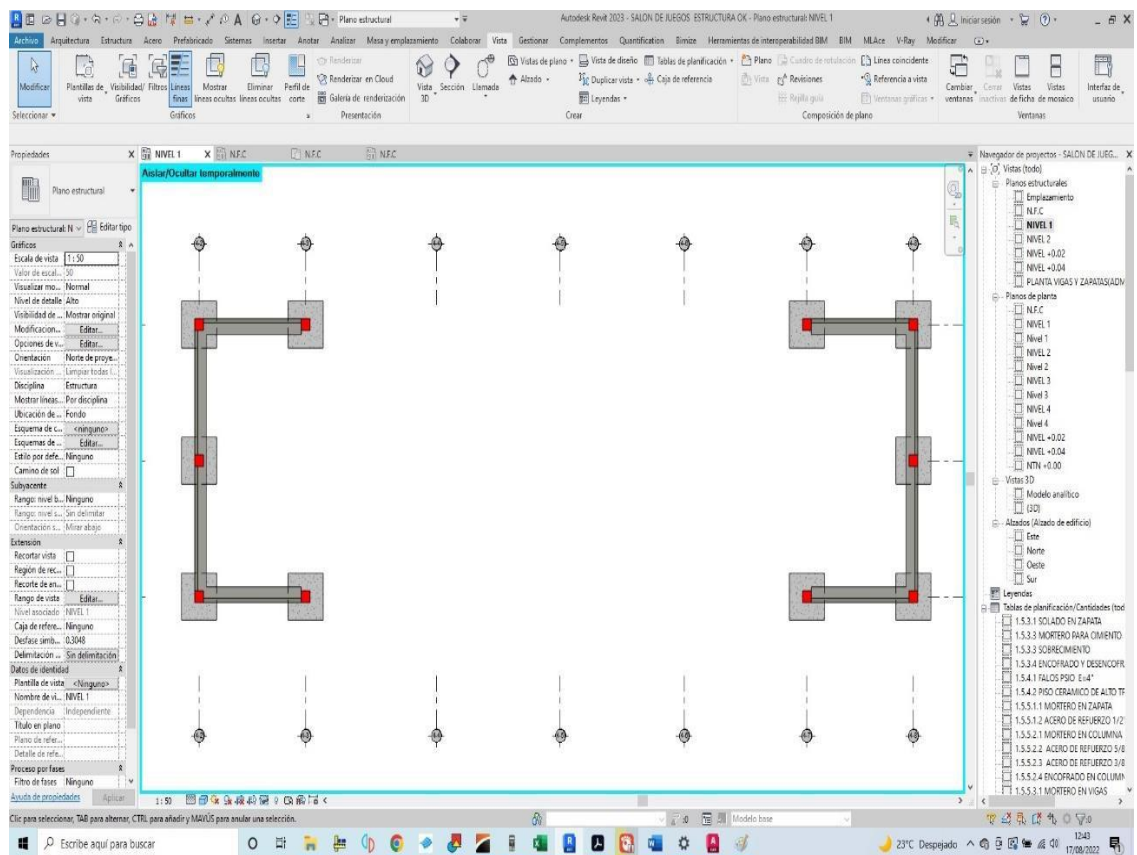 Plano estructural
Autodesk Revit 2023 - SALON DE JUEGOS ESTRUCTURA OK - Plano estructural: NIVEL 1
Iniciar sesión
Archivo Arquitectura Estructura Acero Prefabricado Sistemas Insertar Anotar Analizar Masa y emplazamiento Colaborar Vista Gestionar Complementos Quantification Bimize Herramientas de interoperabilidad BIM BIM MLAce V-Ray Modificar
Modificar
Plantillas de vista
Visibilidad/ Gráficos
Filtros
Líneas finas
Mostrar líneas ocultas
Eliminar líneas ocultas
Perfil de corte
Renderizar
Renderizar en Cloud
Galería de renderización
Vista 3D
Sección
Llamada
Vistas de plano
Alzado
Vista de diseño
Duplicar vista
Leyendas
Tablas de planificación
Caja de referencia
Plano
Vista
Cuadro de rotulación
Revisiones
Rejilla guía
Línea coincidente
Referencia a vista
Ventanas gráficas
Cambiar ventanas
Cerrar inactivas
Vistas de ficha
Vistas de mosaico
Interfaz de usuario
Seleccionar
Gráficos
Presentación
Crear
Composición de plano
Ventanas
Propiedades
NIVEL 1
N.F.C
N.F.C
N.F.C
Navegador de proyectos - SALON DE JUEG...
Aislar/Ocultar temporalmente
Plano estructural
Plano estructural: N
Editar tipo
Gráficos
Escala de vista 1 : 50
Valor de escal... 50
Visualizar mo... Normal
Nivel de detalle Alto
Visibilidad de ... Mostrar original
Modificacion... Editar...
Opciones de v... Editar...
Orientación Norte de proye...
Visualización ... Limpiar todas l...
Disciplina Estructura
Mostrar líneas... Por disciplina
Ubicación de ... Fondo
Esquema de c... <ninguno>
Esquemas de ... Editar...
Estilo por defe... Ninguno
Camino de sol
Subyacente
Rango: nivel b... Ninguno
Rango: nivel s... Sin delimitar
Orientación s... Mirar abajo
Extensión
Recortar vista
Región de rec...
Recorte de an...
Rango de vista Editar...
Nivel asociado NIVEL 1
Caja de refere... Ninguno
Desfase simb... 0.3048
Delimitación ... Sin delimitación
Datos de identidad
Plantilla de vista <Ninguno>
Nombre de vi... NIVEL 1
Dependencia Independiente
Título en plano
Plano de refer...
Detalle de refe...
Proceso por fases
Filtro de fases Ninguno
Ayuda de propiedades
Aplicar
Vistas (todo)
Planos estructurales
Emplazamiento
N.F.C
NIVEL 1
NIVEL 2
NIVEL +0.02
NIVEL +0.04
PLANTA VIGAS Y ZAPATAS(ADM
Planos de planta
N.F.C
NIVEL 1
Nivel 1
NIVEL 2
Nivel 2
NIVEL 3
Nivel 3
NIVEL 4
Nivel 4
NIVEL +0.02
NIVEL +0.04
NTN +0.00
Vistas 3D
Modelo analítico
{3D}
Alzados (Alzado de edificio)
Este
Norte
Oeste
Sur
Leyendas
Tablas de planificación/Cantidades (tod
1.5.3.1 SOLADO EN ZAPATA
1.5.3.3 MORTERO PARA CIMIENTO
1.5.3.3 SOBRECIMIENTO
1.5.3.4 ENCOFRADO Y DESENCOFR
1.5.4.1 FALOS PSIO E=4"
1.5.4.2 PISO CERAMICO DE ALTO TR
1.5.5.1.1 MORTERO EN ZAPATA
1.5.5.1.2 ACERO DE REFUERZO 1/2"
1.5.5.2.1 MORTERO EN COLUMNA
1.5.5.2.2 ACERO DE REFUERZO 5/8
1.5.5.2.3 ACERO DE REFUERZO 3/8
1.5.5.2.4 ENCOFRADO EN COLUMN
1.5.5.3.1 MORTERO EN VIGAS
1 : 50
Clic para seleccionar, TAB para alternar, CTRL para añadir y MAYÚS para anular una selección.
:0
Modelo base
Escribe aquí para buscar
23°C Despejado
12:43
17/08/2022